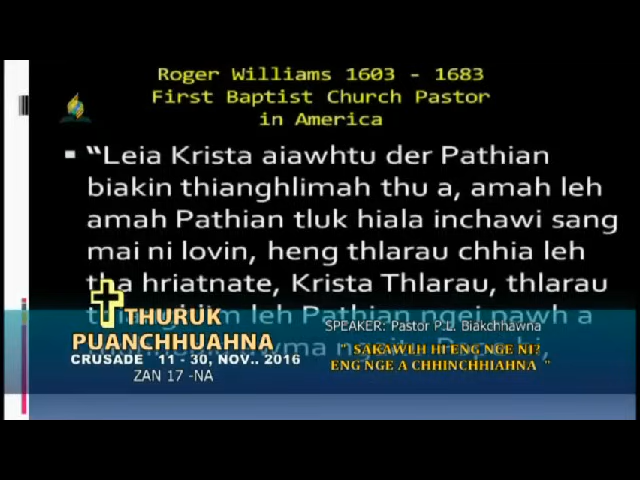 Roger Williams 1603 - 1683
First Baptist Church Pastor
in America
▪ “Leia Krista aiawhtu der Pathian
biakin thianghlimah thu a, amah leh
amah Pathian tluk hiala inchawi sang
mai ni lovin, heng thlarau chhia leh
tha hriatnate, Krista Thlarau, thlarau
leh Pathian ngei pawh a
THURUK
PUANCHHUAHNA
CRUSADE 11 - 30, NOV.. 2016
ZAN 17 -NA
SPEAKER: Pastor P.L. Biakchhawna
" SAKAWLH HI ENG NGE NI?
ENG NGE A CHHINCHHIAHNA "